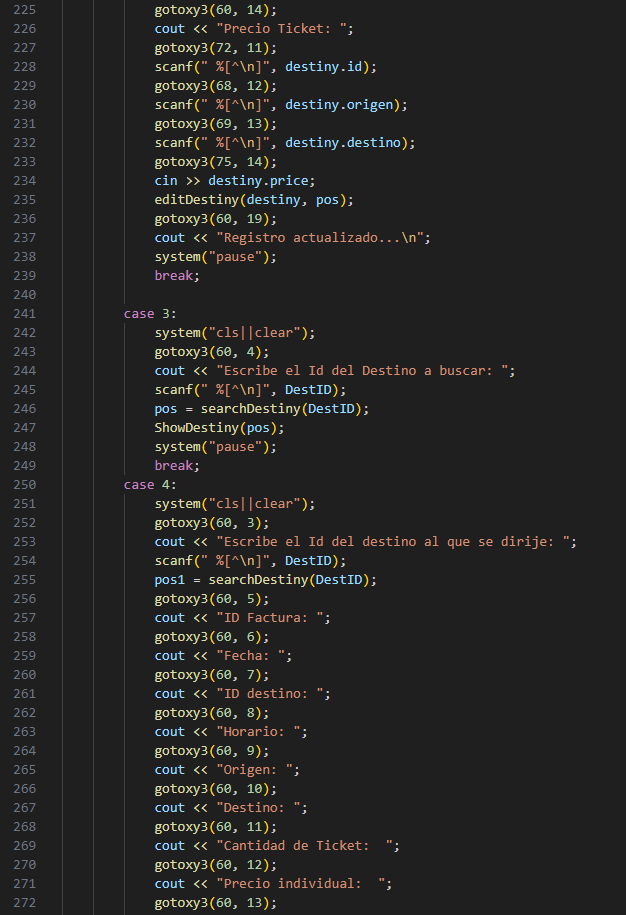 225 gotoxy3(60, 14);
226 cout << "Precio Ticket: ";
227 gotoxy3(72, 11);
228 scanf(" %[^\n]", destiny.id);
229 gotoxy3(68, 12);
230 scanf(" %[^\n]", destiny.origen);
231 gotoxy3(69, 13);
232 scanf(" %[^\n]", destiny.destino);
233 gotoxy3(75, 14);
234 cin >> destiny.price;
235 editDestiny(destiny, pos);
236 gotoxy3(60, 19);
237 cout << "Registro actualizado...\n";
238 system("pause");
239 break;
240
241 case 3:
242 system("cls||clear");
243 gotoxy3(60, 4);
244 cout << "Escribe el Id del Destino a buscar: ";
245 scanf(" %[^\n]", DestID);
246 pos = searchDestiny(DestID);
247 ShowDestiny(pos);
248 system("pause");
249 break;
250 case 4:
251 system("cls||clear");
252 gotoxy3(60, 3);
253 cout << "Escribe el Id del destino al que se dirije: ";
254 scanf(" %[^\n]", DestID);
255 pos1 = searchDestiny(DestID);
256 gotoxy3(60, 5);
257 cout << "ID Factura: ";
258 gotoxy3(60, 6);
259 cout << "Fecha: ";
260 gotoxy3(60, 7);
261 cout << "ID destino: ";
262 gotoxy3(60, 8);
263 cout << "Horario: ";
264 gotoxy3(60, 9);
265 cout << "Origen: ";
266 gotoxy3(60, 10);
267 cout << "Destino: ";
268 gotoxy3(60, 11);
269 cout << "Cantidad de Ticket:  ";
270 gotoxy3(60, 12);
271 cout << "Precio individual:  ";
272 gotoxy3(60, 13);